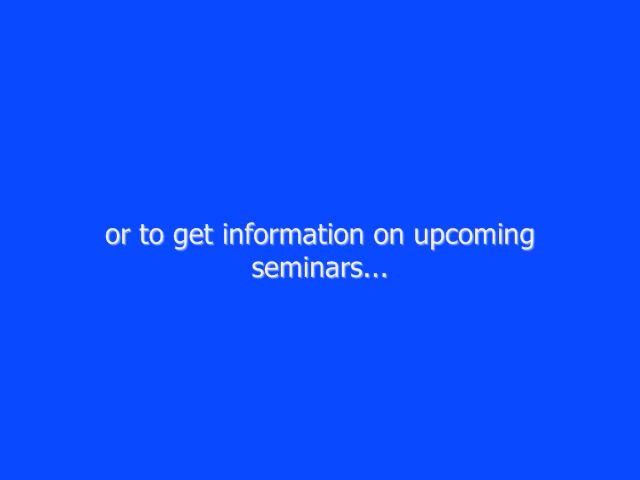 or to get information on upcoming
seminars...